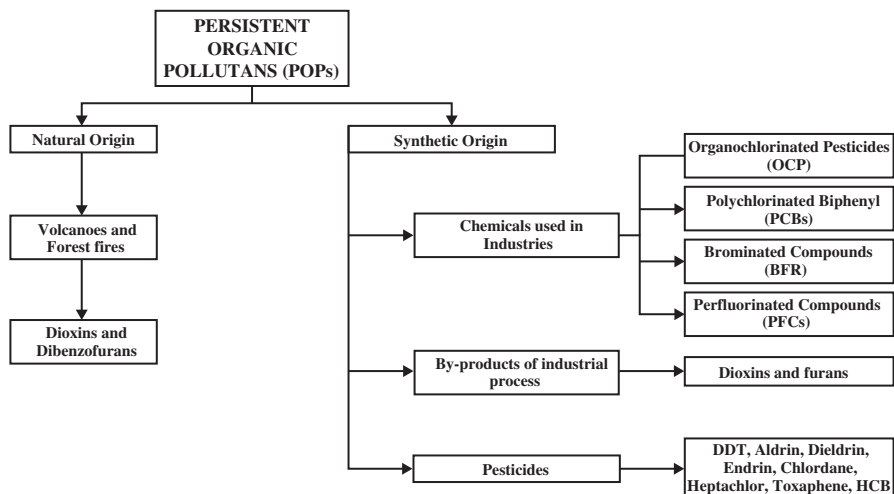 PERSISTENT
ORGANIC
POLLUTANS (POPs)
Natural Origin
Synthetic Origin
Volcanoes and
Forest fires
Dioxins and
Dibenzofurans
Chemicals used in
Industries
Organochlorinated Pesticides
(OCP)
Polychlorinated Biphenyl
(PCBs)
Brominated Compounds
(BFR)
Perfluorinated Compounds
(PFCs)
By-products of industrial
process
Dioxins and furans
Pesticides
DDT, Aldrin, Dieldrin,
Endrin, Chlordane,
Heptachlor, Toxaphene, HCB